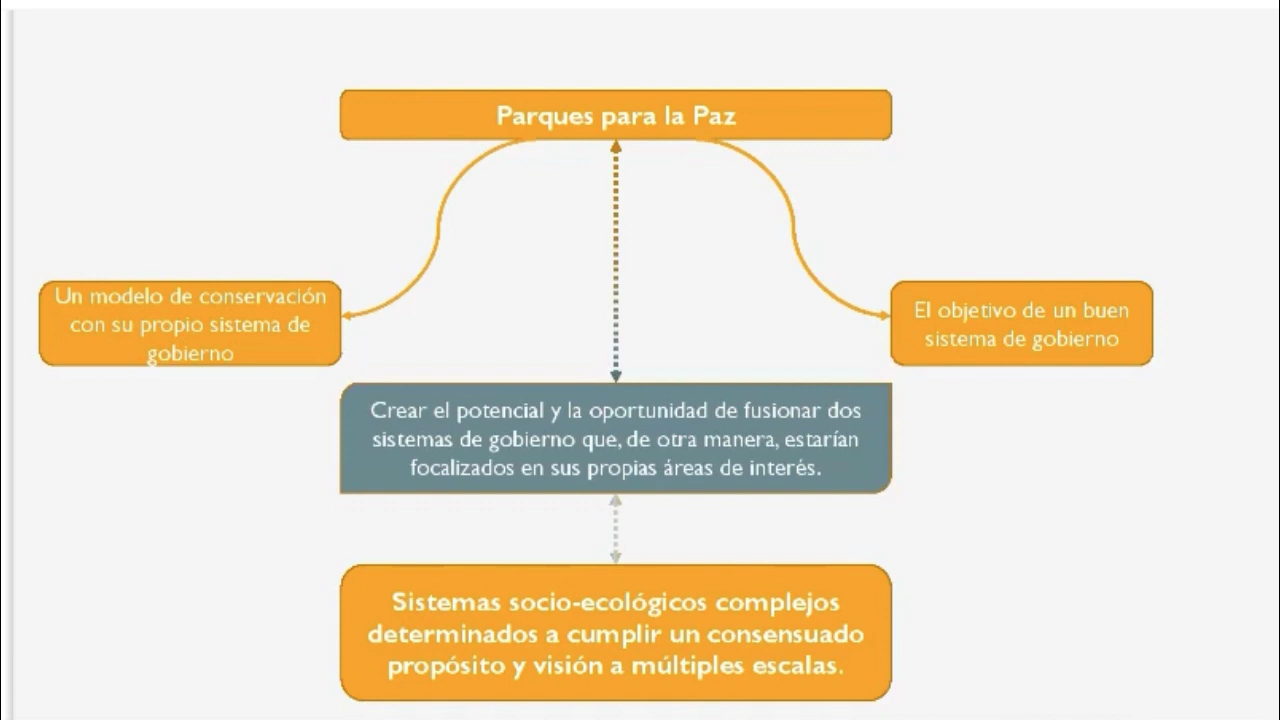 Parques para la Paz
Un modelo de conservación
con su propio sistema de
gobierno
El objetivo de un buen
sistema de gobierno
Crear el potencial y la oportunidad de fusionar dos
sistemas de gobierno que, de otra manera, estarían
focalizados en sus propias áreas de interés.
Sistemas socio-ecológicos complejos
determinados a cumplir un consensuado
propósito y visión a múltiples escalas.